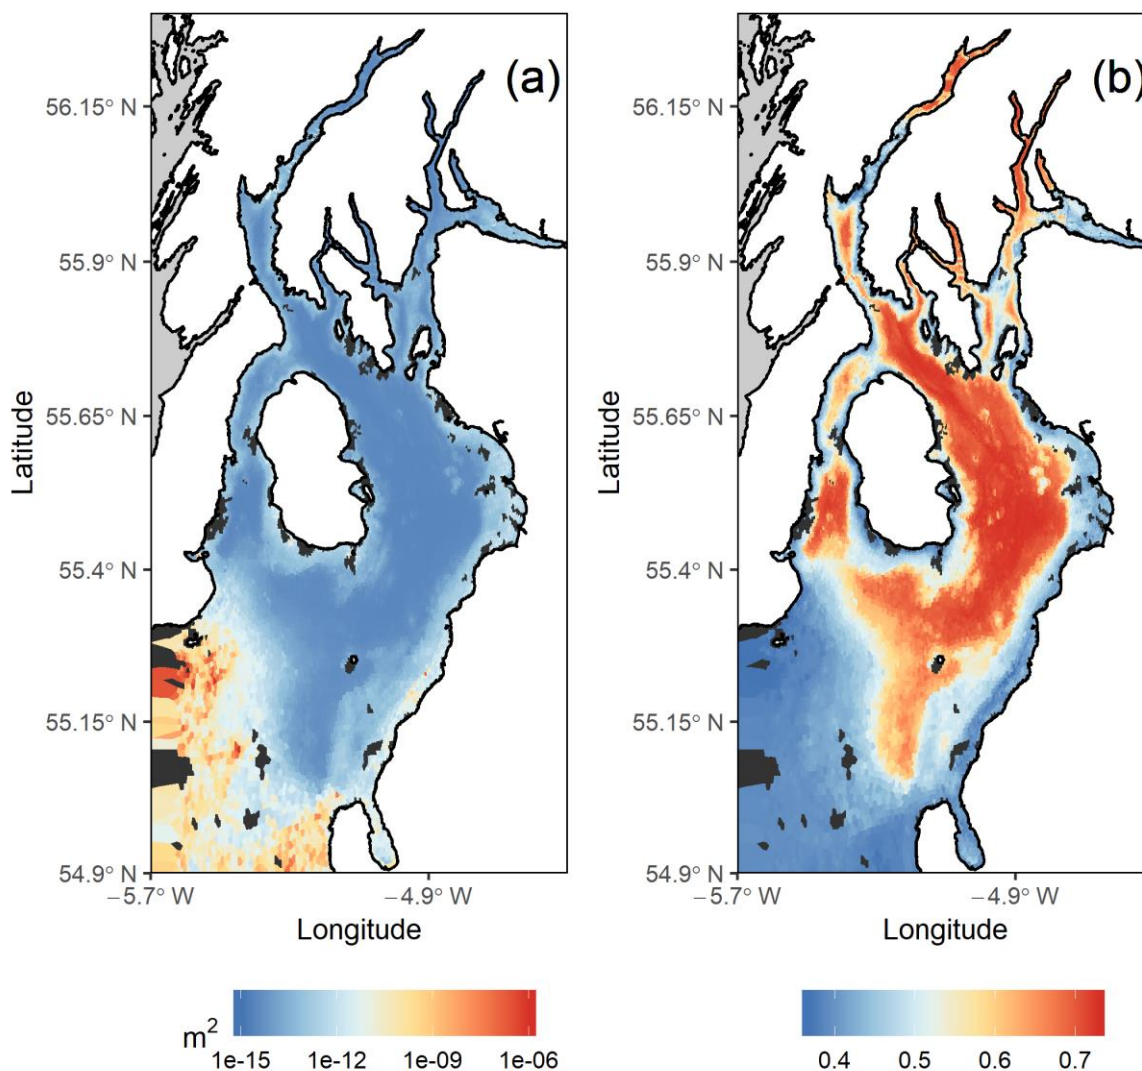 (a)
56.15° N
55.9° N
55.65° N
55.4° N
55.15° N
54.9° N
Latitude
−5.7° W
−4.9° W
Longitude
m²
1e-15
1e-12
1e-09
1e-06
(b)
56.15° N
55.9° N
55.65° N
55.4° N
55.15° N
54.9° N
Latitude
−5.7° W
−4.9° W
Longitude
0.4
0.5
0.6
0.7